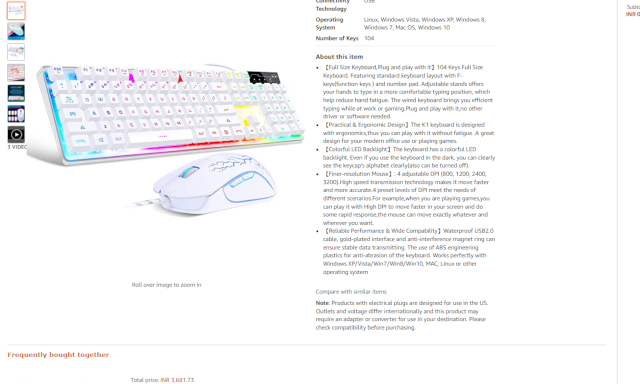 Connectivity USB
Technology
Operating Linux, Windows Vista, Windows XP, Windows 8,
System Windows 7, Mac OS, Windows 10
Number of Keys 104
About this item
【Full Size Keyboard,Plug and play with it】104 Keys Full Size
Keyboard. Featuring standard keyboard layout with F-
keys(function keys ) and number pad. Adjustable stands offers
your hands to type in a more comfortable typing position, which
help reduce hand fatigue. The wired keyboard brings you efficient
typing while at work or gaming Plug and play with it,no other
driver or software needed.
【Practical & Ergonomic Design】The K1 keyboard is designed
with ergonomics,thus you can play with it without fatigue .A great
design for your modern office use or playing games.
【Colorful LED Backlight】The keyboard has a colorful LED
backlight. Even if you use the keyboard in the dark, you can clearly
see the keycap's alphabet clearly(also can be turned off).
【Finer-resolution Mouse】: 4 adjustable DPI (800, 1200, 2400,
3200).High speed transmission technology makes it move faster
and more accurate.4 preset levels of DPI meet the needs of
different scenarios.For example,when you are playing games,you
can play it with High DPI to move faster in your screen and do
some rapid response,the mouse can move exactly whatever and
wherever you want.
【Reliable Performance & Wide Compability】Waterproof USB2.0
cable, gold-plated interface and anti-interference magnet ring can
ensure stable data transmitting. The use of ABS engineering
plastics for anti-abrasion of the keyboard. Works perfectly with
Windows XP/Vista/Win7/Win8/Win10, MAC, Linux or other
operating system
3 VIDEO
Roll over image to zoom in
Compare with similar items
Note: Products with electrical plugs are designed for use in the US.
Outlets and voltage differ internationally and this product may
require an adapter or converter for use in your destination. Please
check compatibility before purchasing.
Frequently bought together
Total price: INR 3,681.73
INR